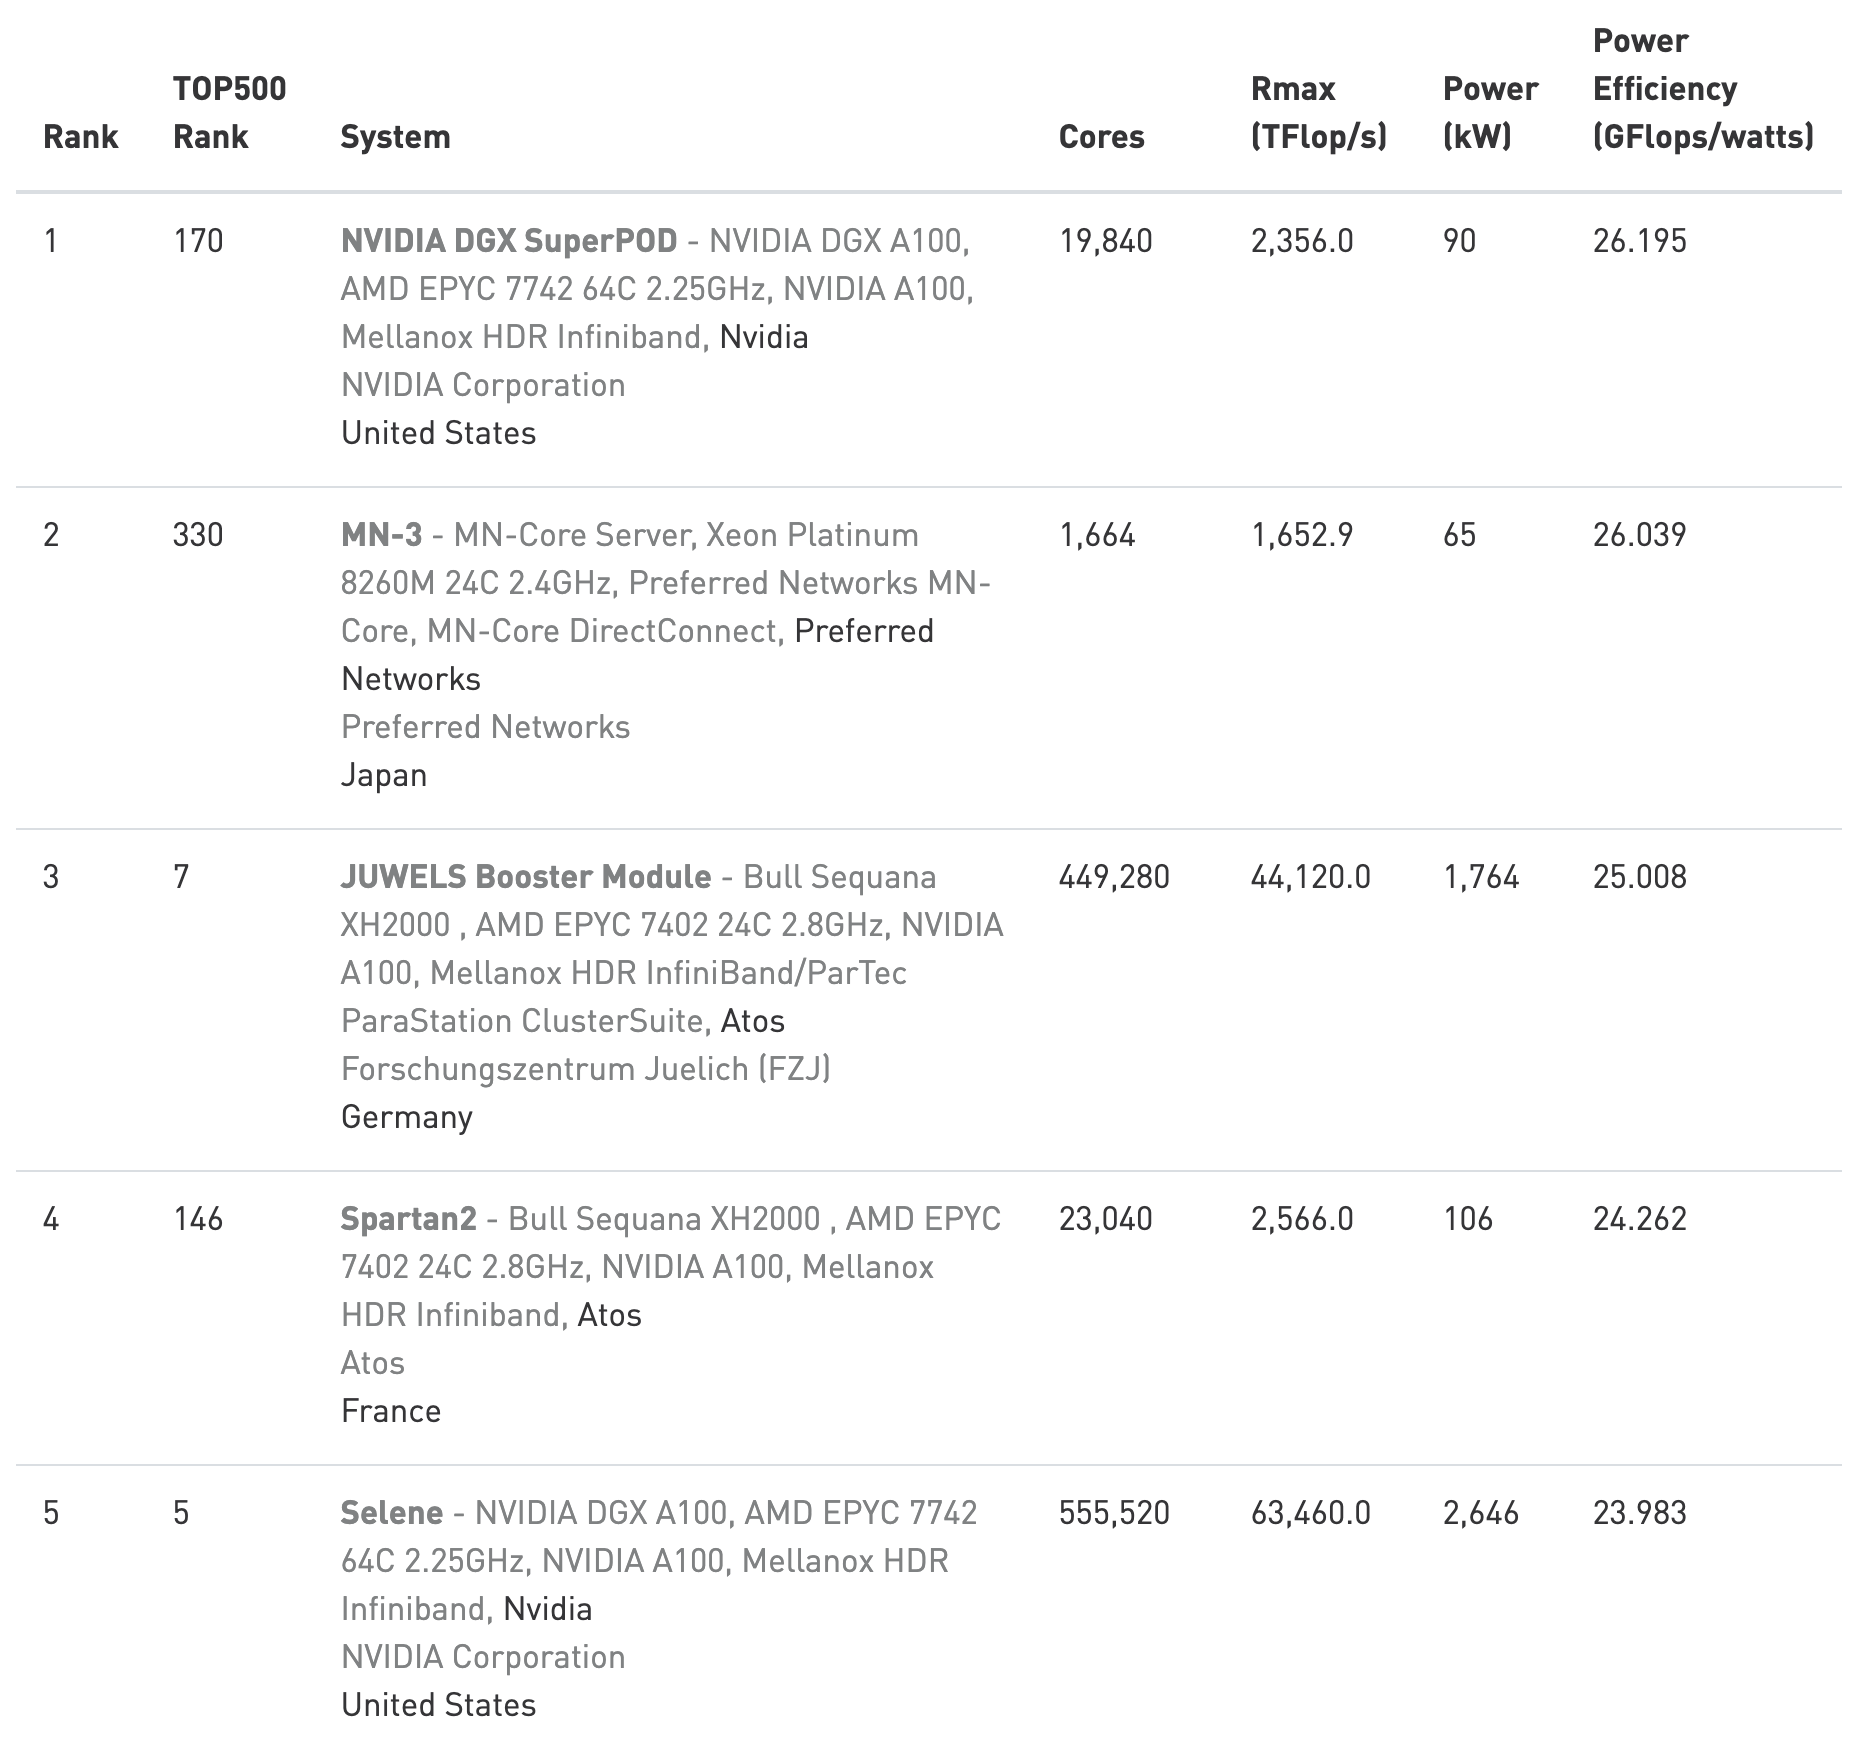 Rank TOP500 Rank System Cores Rmax (TFlop/s) Power (kW) Power Efficiency (GFlops/watts)
1 170 NVIDIA DGX SuperPOD - NVIDIA DGX A100, 19,840 2,356.0 90 26.195
AMD EPYC 7742 64C 2.25GHz, NVIDIA A100,
Mellanox HDR Infiniband, Nvidia
NVIDIA Corporation
United States
2 330 MN-3 - MN-Core Server, Xeon Platinum 1,664 1,652.9 65 26.039
8260M 24C 2.4GHz, Preferred Networks MN-
Core, MN-Core DirectConnect, Preferred
Networks
Preferred Networks
Japan
3 7 JUWELS Booster Module - Bull Sequana 449,280 44,120.0 1,764 25.008
XH2000 , AMD EPYC 7402 24C 2.8GHz, NVIDIA
A100, Mellanox HDR InfiniBand/ParTec
ParaStation ClusterSuite, Atos
Forschungszentrum Juelich (FZJ)
Germany
4 146 Spartan2 - Bull Sequana XH2000 , AMD EPYC 23,040 2,566.0 106 24.262
7402 24C 2.8GHz, NVIDIA A100, Mellanox
HDR Infiniband, Atos
Atos
France
5 5 Selene - NVIDIA DGX A100, AMD EPYC 7742 555,520 63,460.0 2,646 23.983
64C 2.25GHz, NVIDIA A100, Mellanox HDR
Infiniband, Nvidia
NVIDIA Corporation
United States